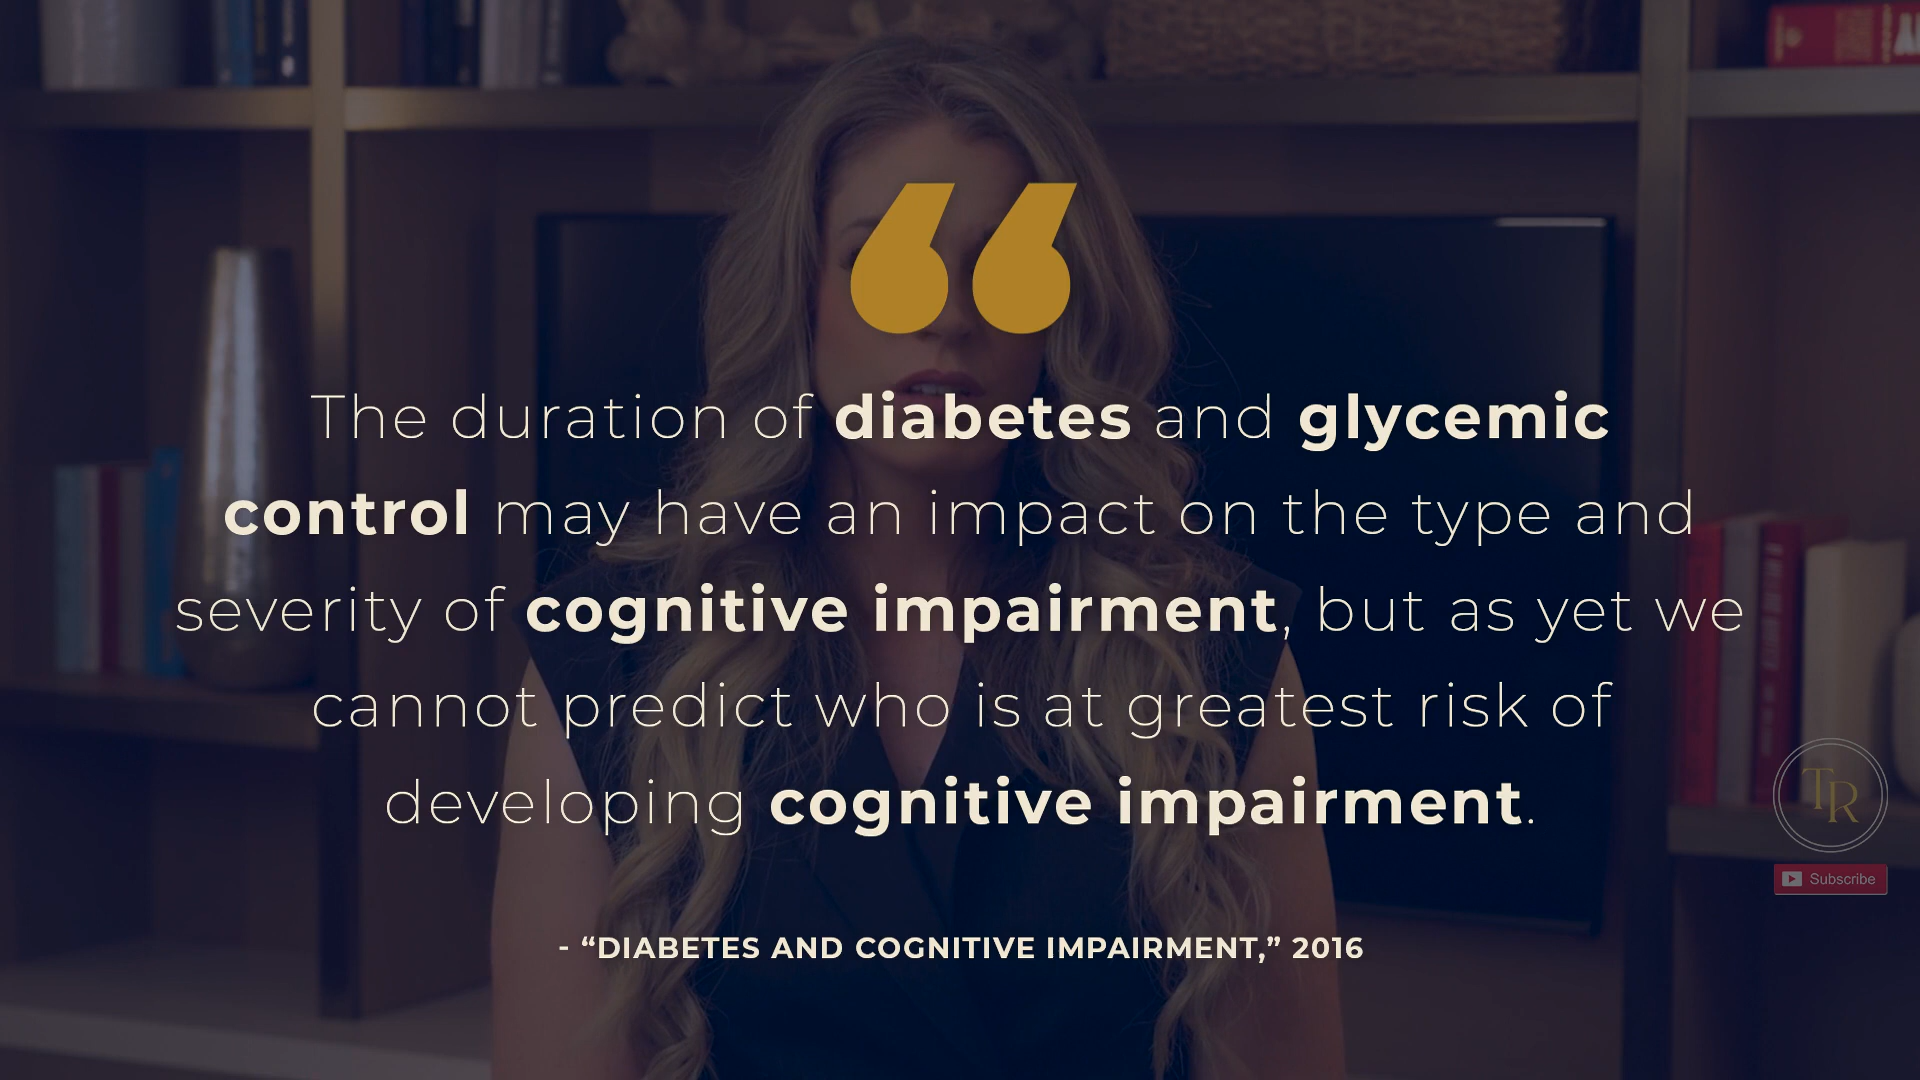 The duration of diabetes and glycemic
control may have an impact on the type and
severity of cognitive impairment, but as yet we
cannot predict who is at greatest risk of
developing cognitive impairment.
- “DIABETES AND COGNITIVE IMPAIRMENT,” 2016
TR
Subscribe